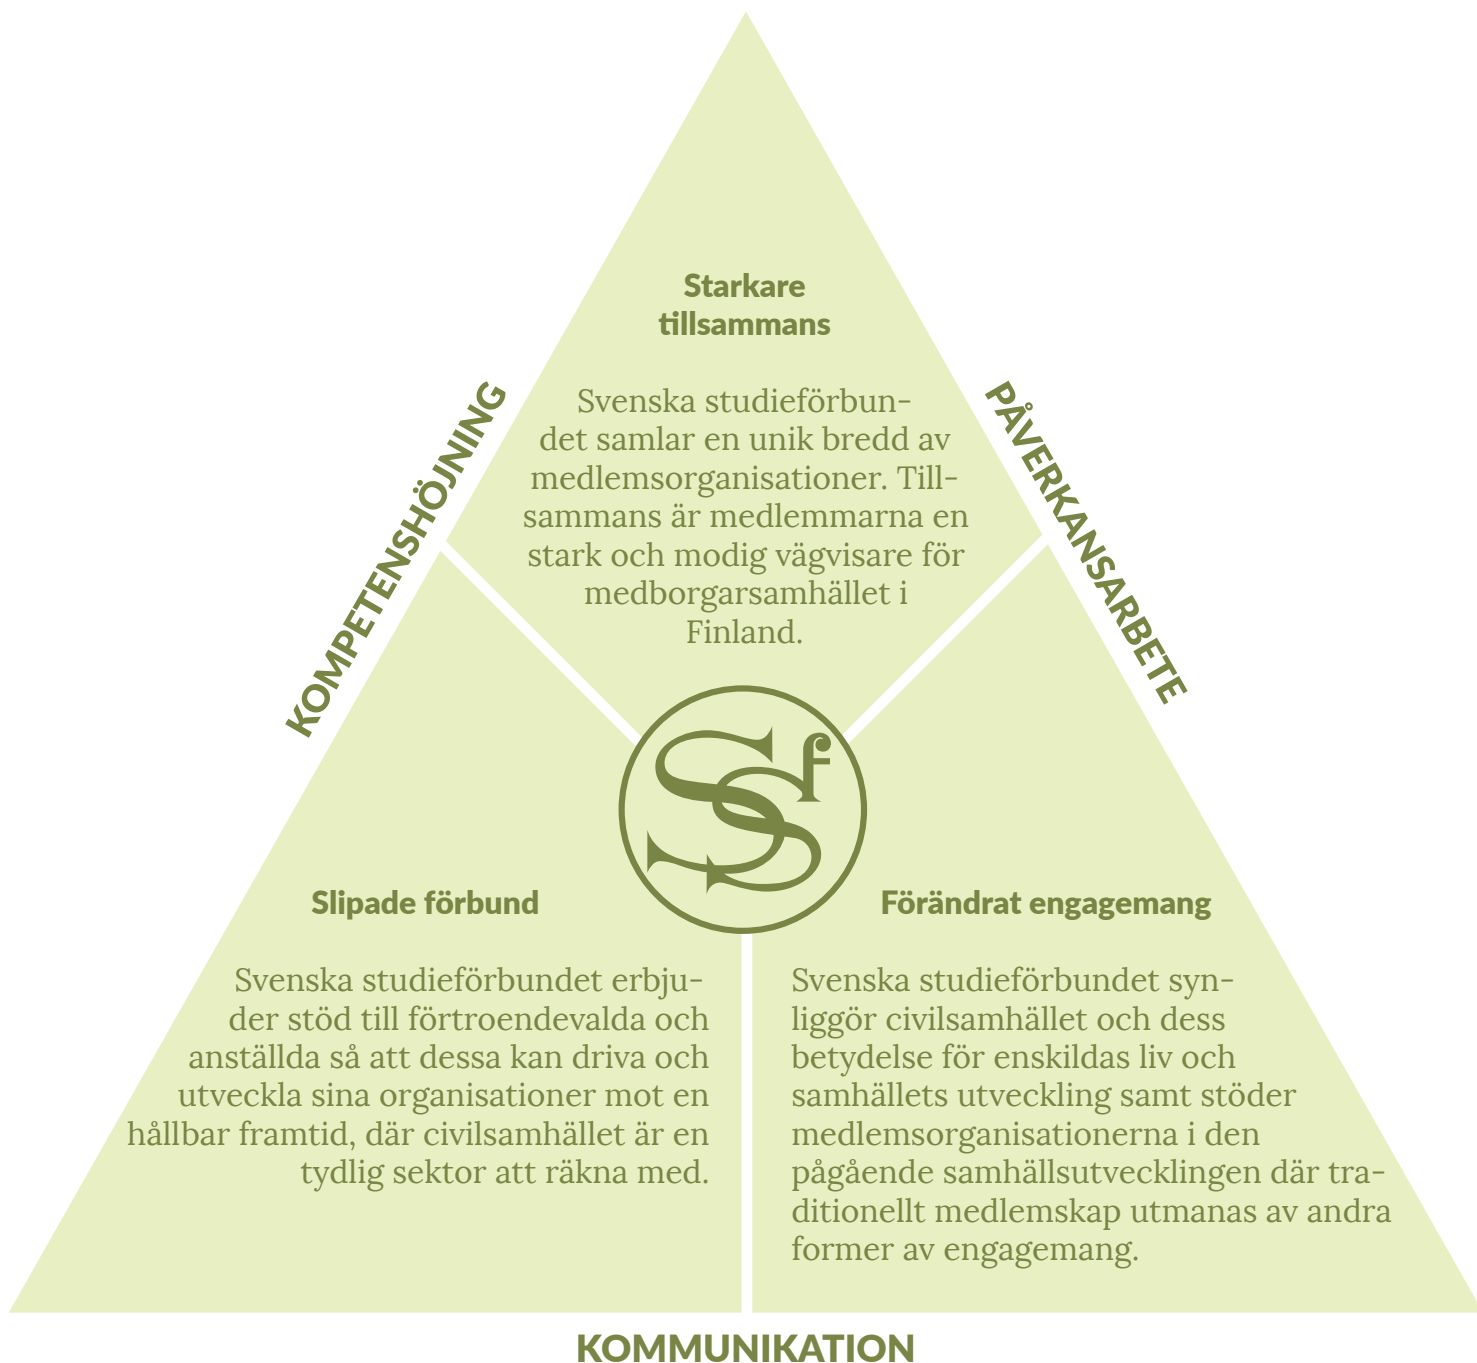 Starkare
tillsammans
Svenska studieförbun-
det samlar en unik bredd av
medlemsorganisationer. Till-
sammans är medlemmarna en
stark och modig vägvisare för
medborgarsamhället i
Finland.
KOMPETENSHÖJNING
PÅVERKANSARBETE
SSf
Slipade förbund
Svenska studieförbundet erbju-
der stöd till förtroendevalda och
anställda så att dessa kan driva och
utveckla sina organisationer mot en
hållbar framtid, där civilsamhället är en
tydlig sektor att räkna med.
Förändrat engagemang
Svenska studieförbundet syn-
liggör civilsamhället och dess
betydelse för enskildas liv och
samhällets utveckling samt stöder
medlemsorganisationerna i den
pågående samhällsutvecklingen där tra-
ditionellt medlemskap utmanas av andra
former av engagemang.
KOMMUNIKATION